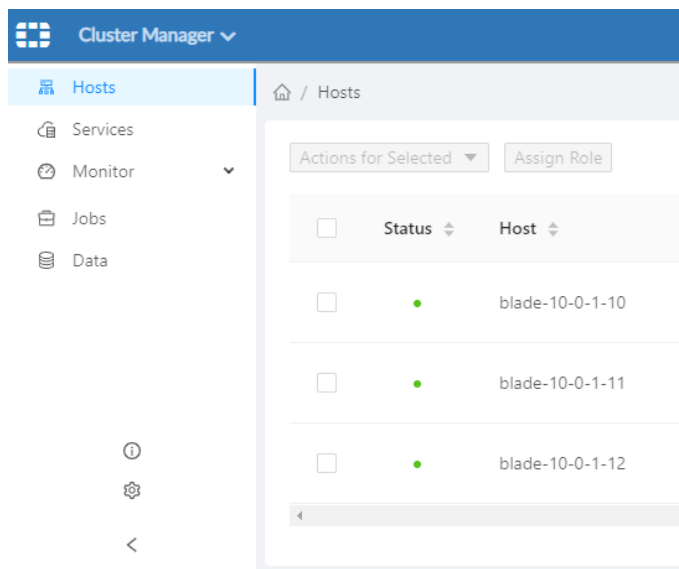 Cluster Manager
Hosts
/ Hosts
Services
Monitor
Jobs
Data
Actions for Selected
Assign Role
Status
Host
blade-10-0-1-10
blade-10-0-1-11
blade-10-0-1-12